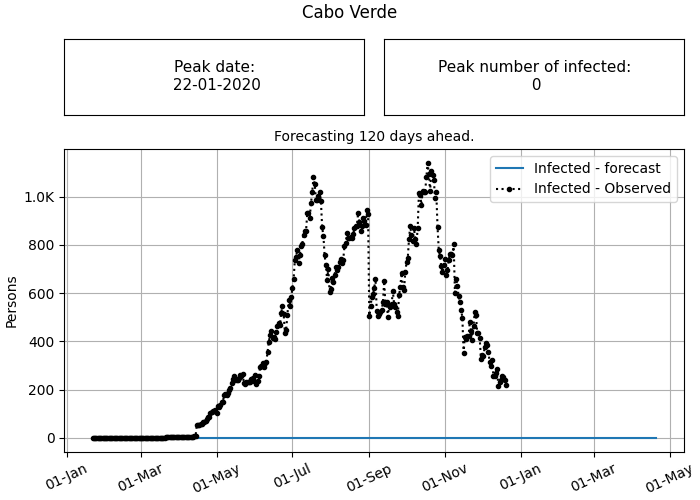 Cabo Verde
Peak date:
22-01-2020
Peak number of infected:
0
Forecasting 120 days ahead.
Infected - forecast
Infected - Observed
1.0K
800
600
400
200
0
Persons
01-Jan
01-Mar
01-May
01-Jul
01-Sep
01-Nov
01-Jan
01-Mar
01-May